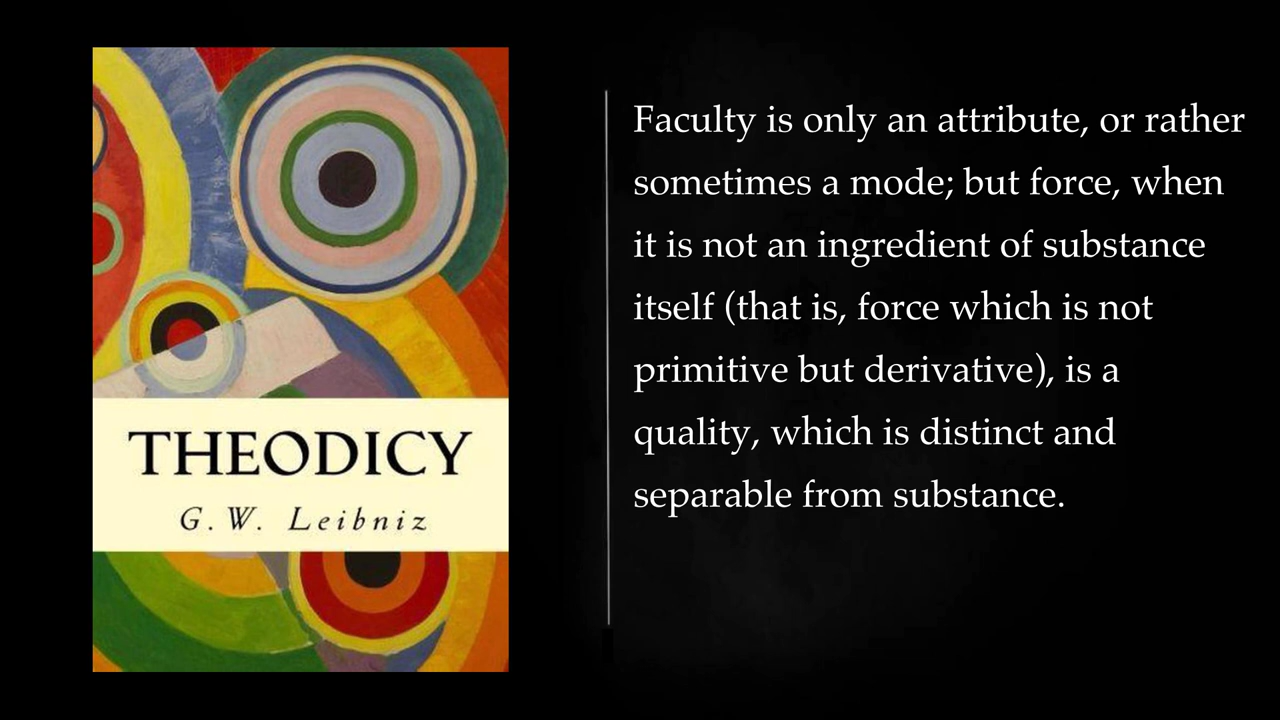 THEODICY
G. W. Leibniz
Faculty is only an attribute, or rather
sometimes a mode; but force, when
it is not an ingredient of substance
itself (that is, force which is not
primitive but derivative), is a
quality, which is distinct and
separable from substance.